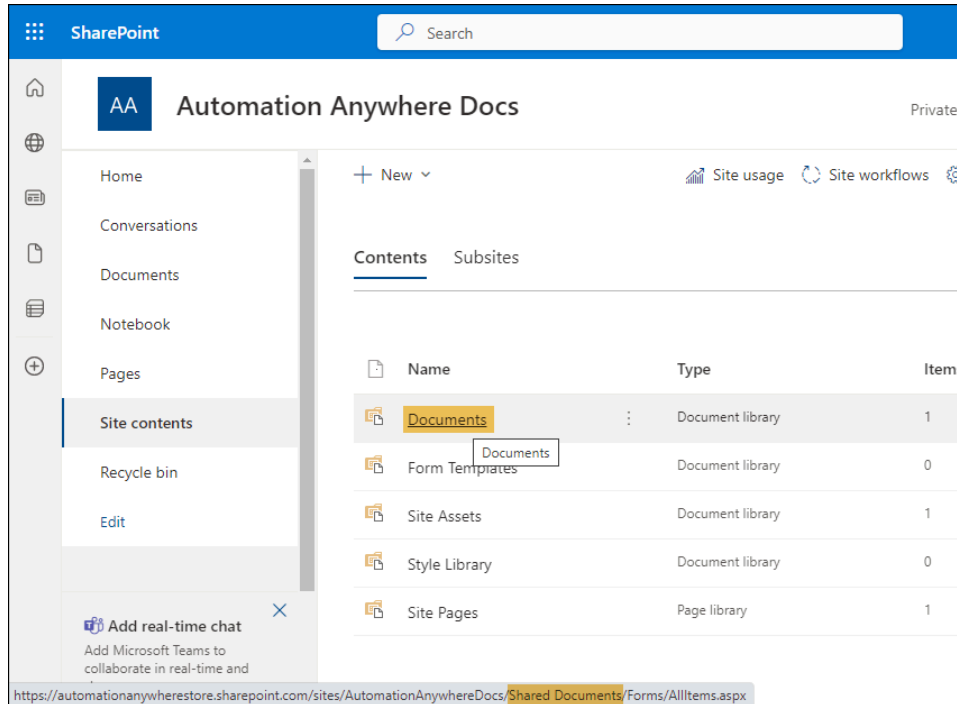 SharePoint
Search
AA
Automation Anywhere Docs
Private
Home
Conversations
Documents
Notebook
Pages
Site contents
Recycle bin
Edit
New
Site usage
Site workflows
Contents
Subsites
Name
Type
Item
Documents
Document library
1
Documents
Form Templates
Document library
0
Site Assets
Document library
1
Style Library
Document library
0
Site Pages
Page library
1
Add real-time chat
Add Microsoft Teams to
collaborate in real-time and
https://automationanywherestore.sharepoint.com/sites/AutomationAnywhereDocs/Shared Documents/Forms/AllItems.aspx